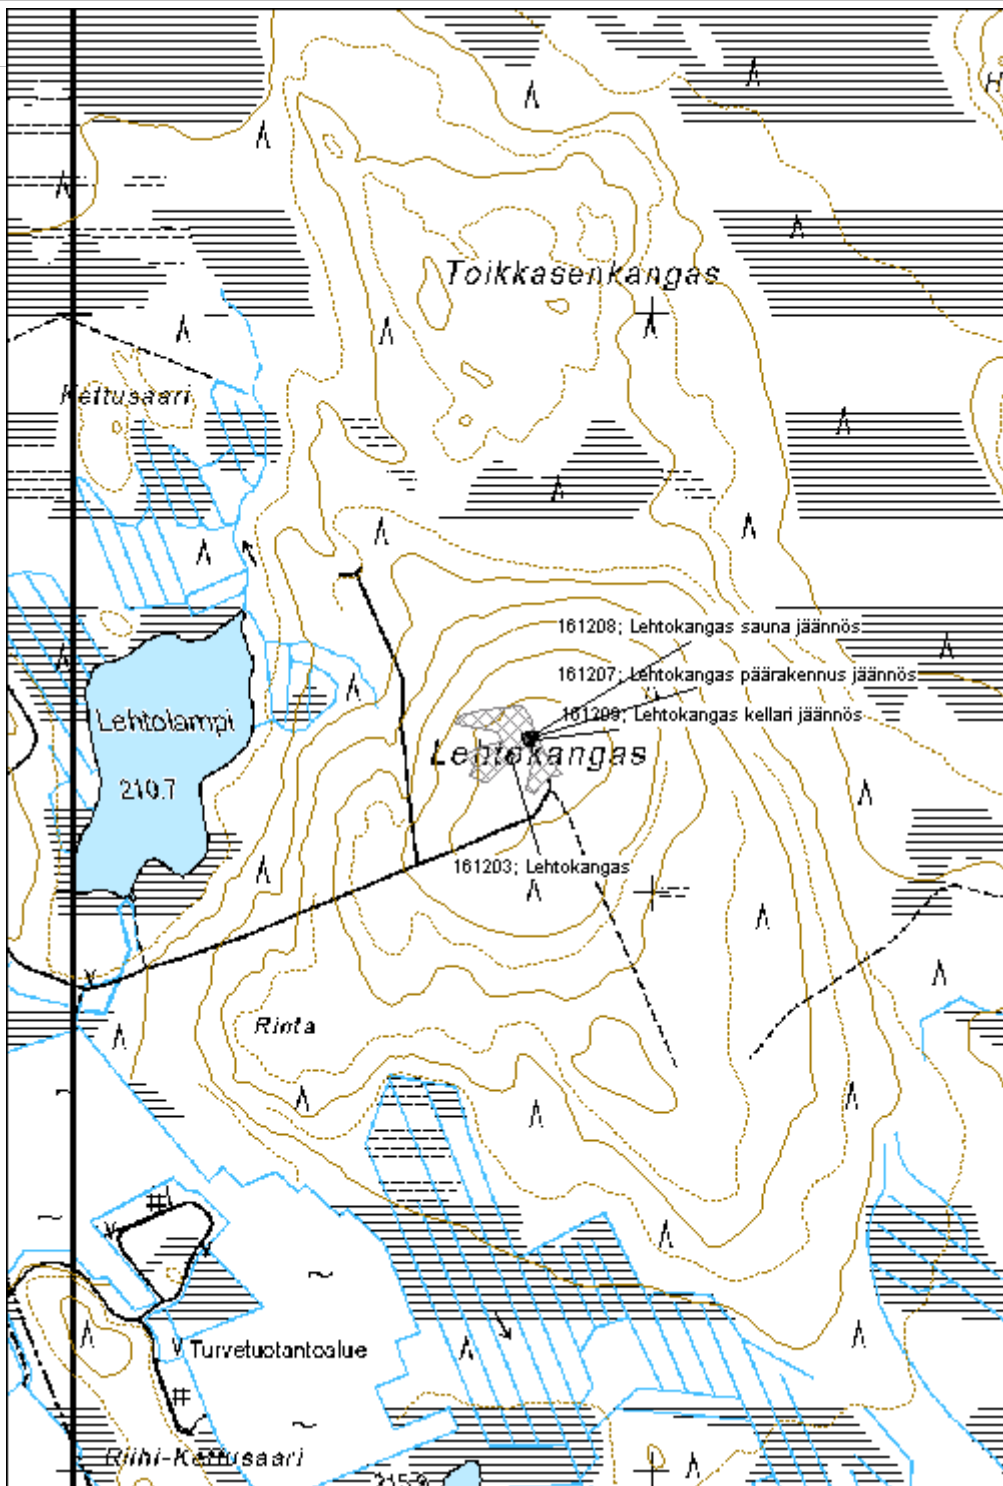 H
Toikkasenkangas
Kettusaari
161208; Lehtokangas sauna jäännös
161207; Lehtokangas päärakennus jäännös
161209; Lehtokangas kellari jäännös
Lehtolampi
Lehtokangas
210.7
161203; Lehtokangas
Rinta
Turvetuotantoalue
Riihi-Kettusaari